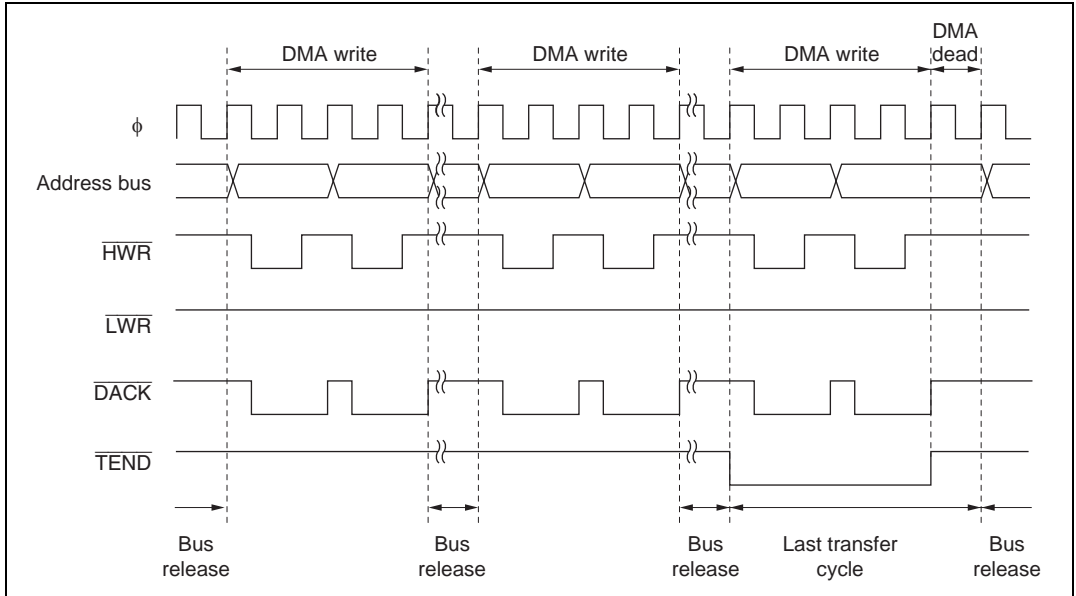 DMA write
DMA write
DMA write
DMA
dead
φ
Address bus
HWR
LWR
DACK
TEND
Bus
release
Bus
release
Bus
release
Last transfer
cycle
Bus
release